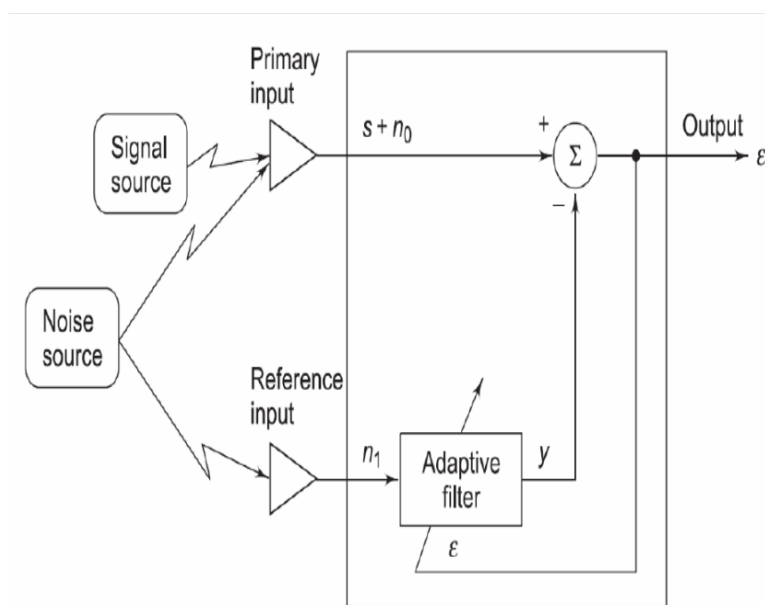 Primary
input
s + n₀
+
Output
Signal
source
Σ
ε
−
Noise
source
Reference
input
n₁
Adaptive
filter
y
ε